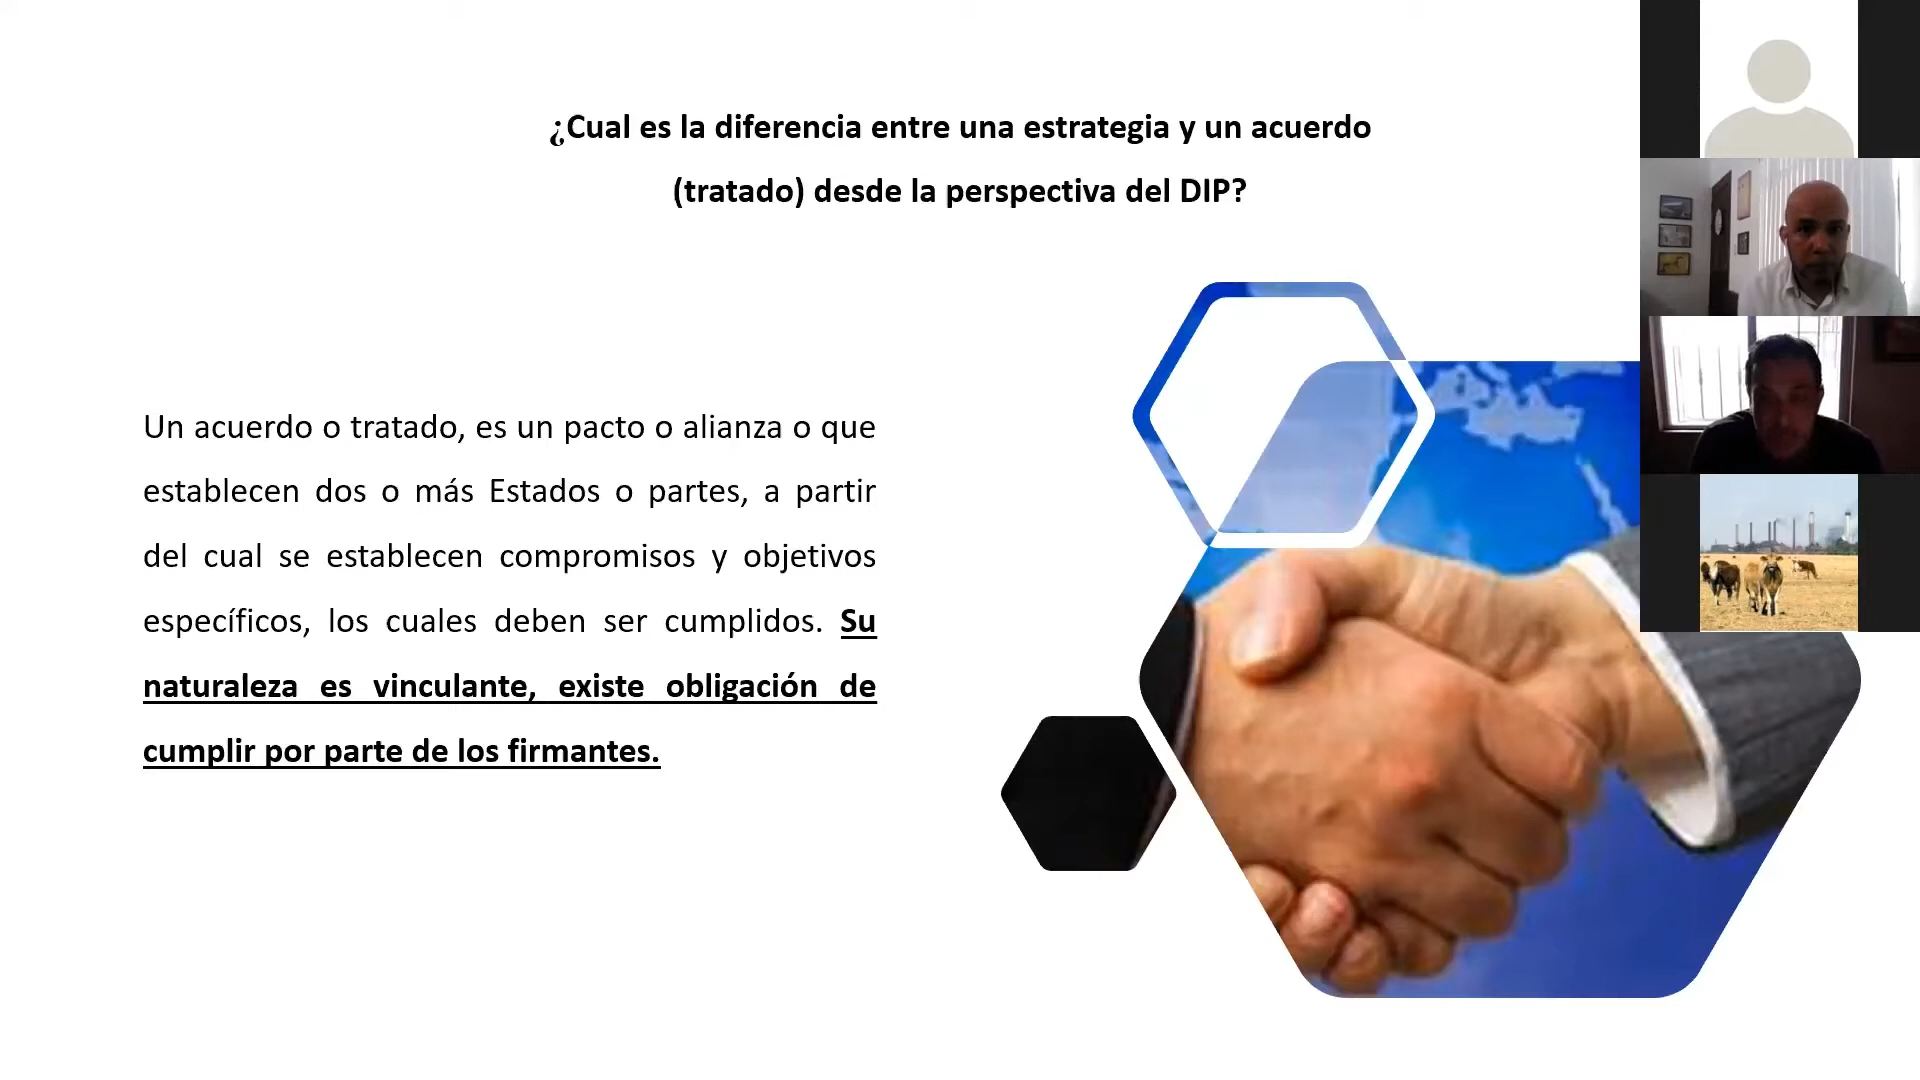 ¿Cual es la diferencia entre una estrategia y un acuerdo
(tratado) desde la perspectiva del DIP?
Un acuerdo o tratado, es un pacto o alianza o que
establecen dos o más Estados o partes, a partir
del cual se establecen compromisos y objetivos
específicos, los cuales deben ser cumplidos. Su
naturaleza es vinculante, existe obligación de
cumplir por parte de los firmantes.